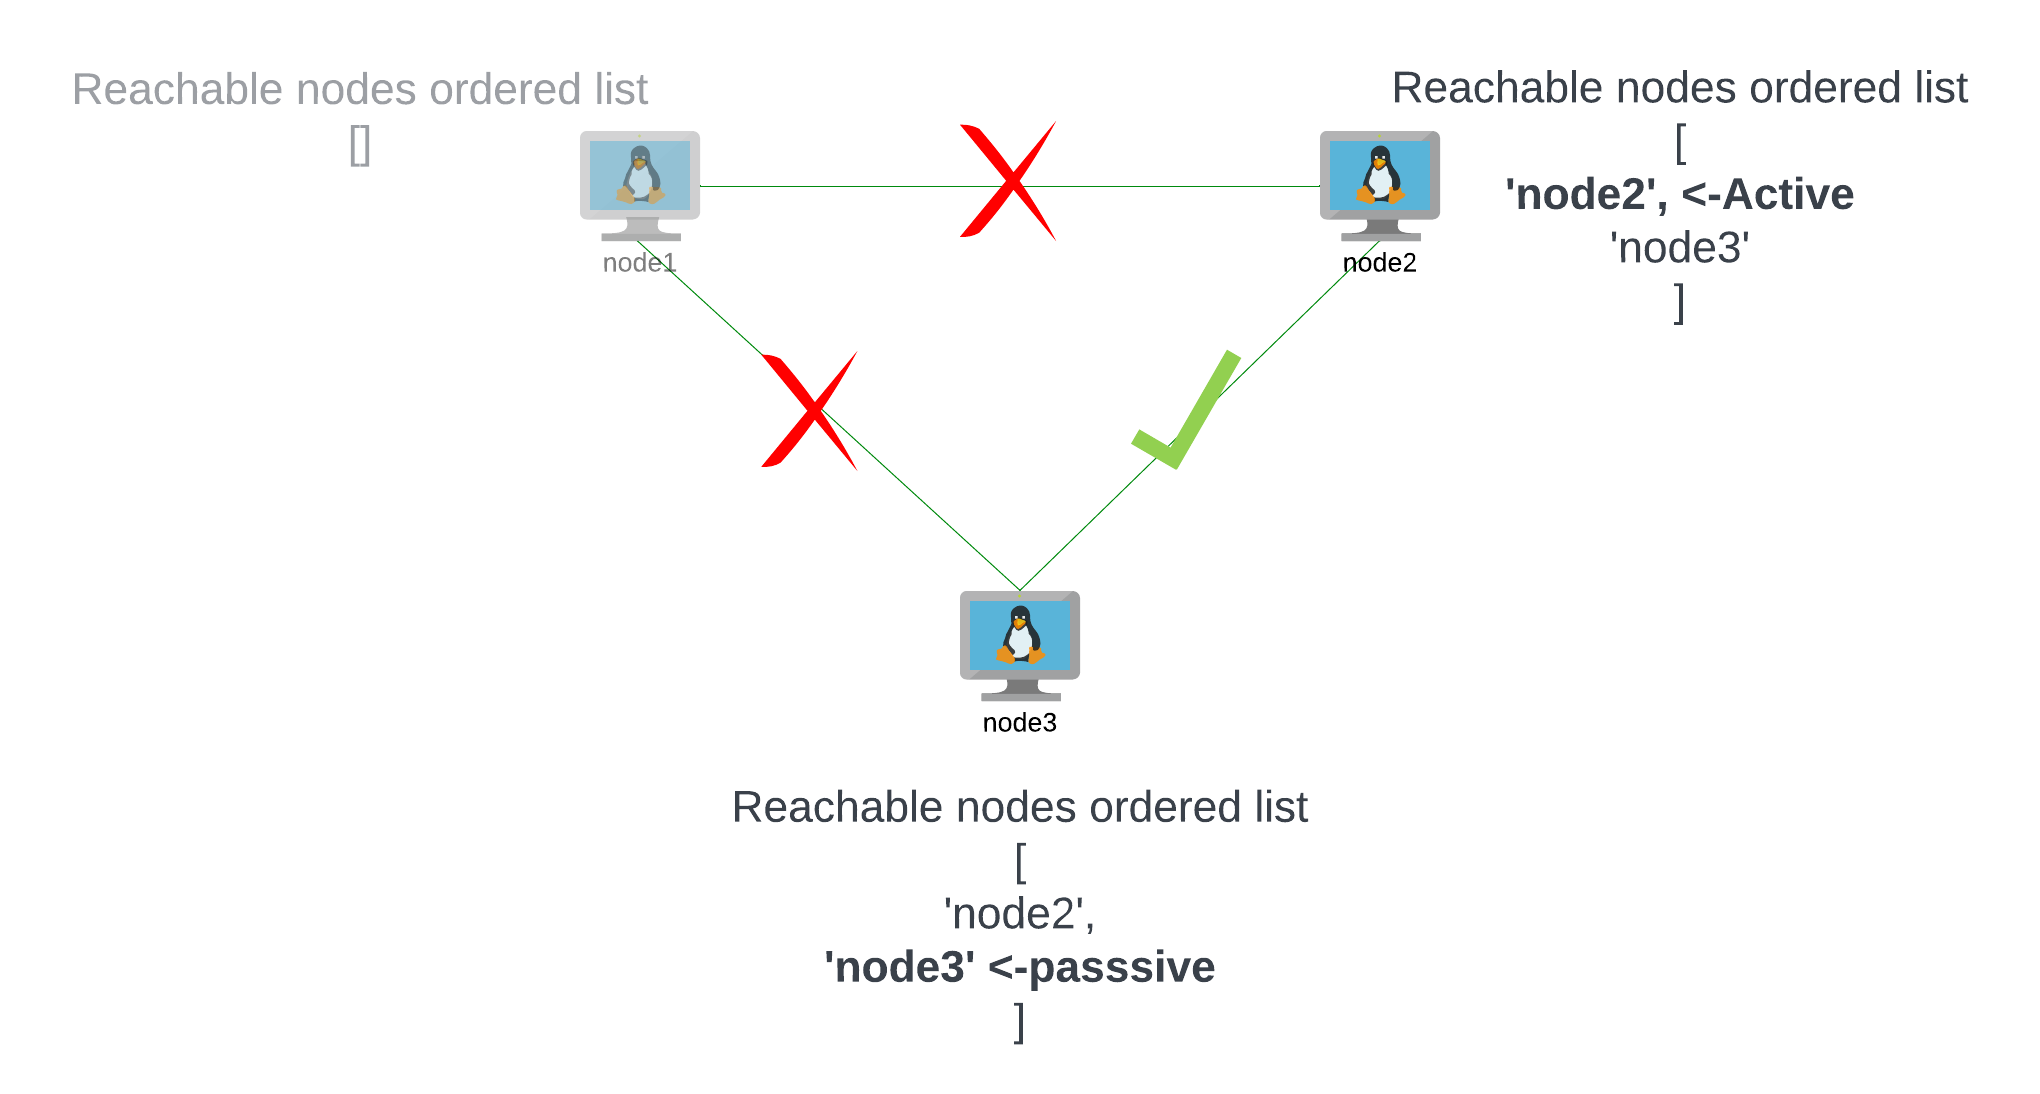 Reachable nodes ordered list
[]
node1
Reachable nodes ordered list
[
'node2', <-Active
'node3'
]
node2
node3
Reachable nodes ordered list
[
'node2',
'node3' <-passsive
]